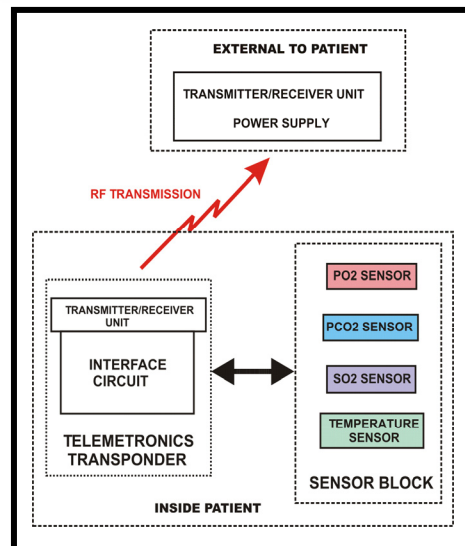 EXTERNAL TO PATIENT
TRANSMITTER/RECEIVER UNIT
POWER SUPPLY
RF TRANSMISSION
TRANSMITTER/RECEIVER
UNIT
INTERFACE
CIRCUIT
TELEMETRONICS
TRANSPONDER
PO2 SENSOR
PCO2 SENSOR
SO2 SENSOR
TEMPERATURE
SENSOR
SENSOR BLOCK
INSIDE PATIENT